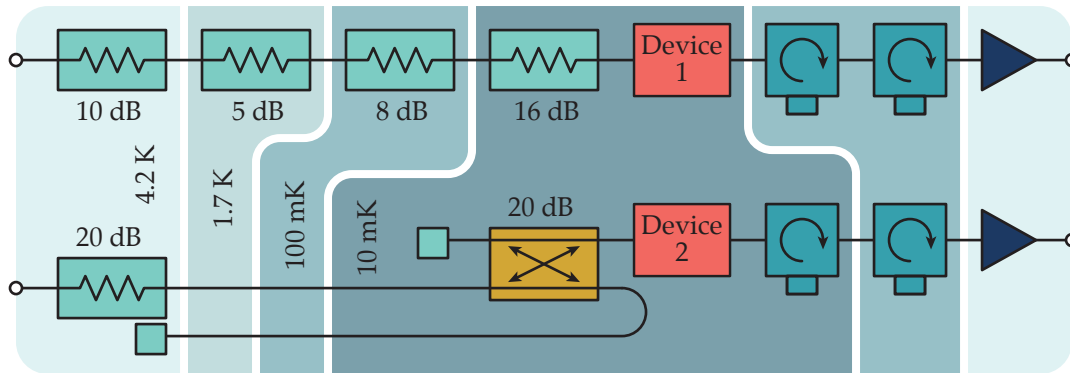 Device
1
10 dB
5 dB
8 dB
16 dB
4.2 K
1.7 K
100 mK
10 mK
20 dB
20 dB
Device
2